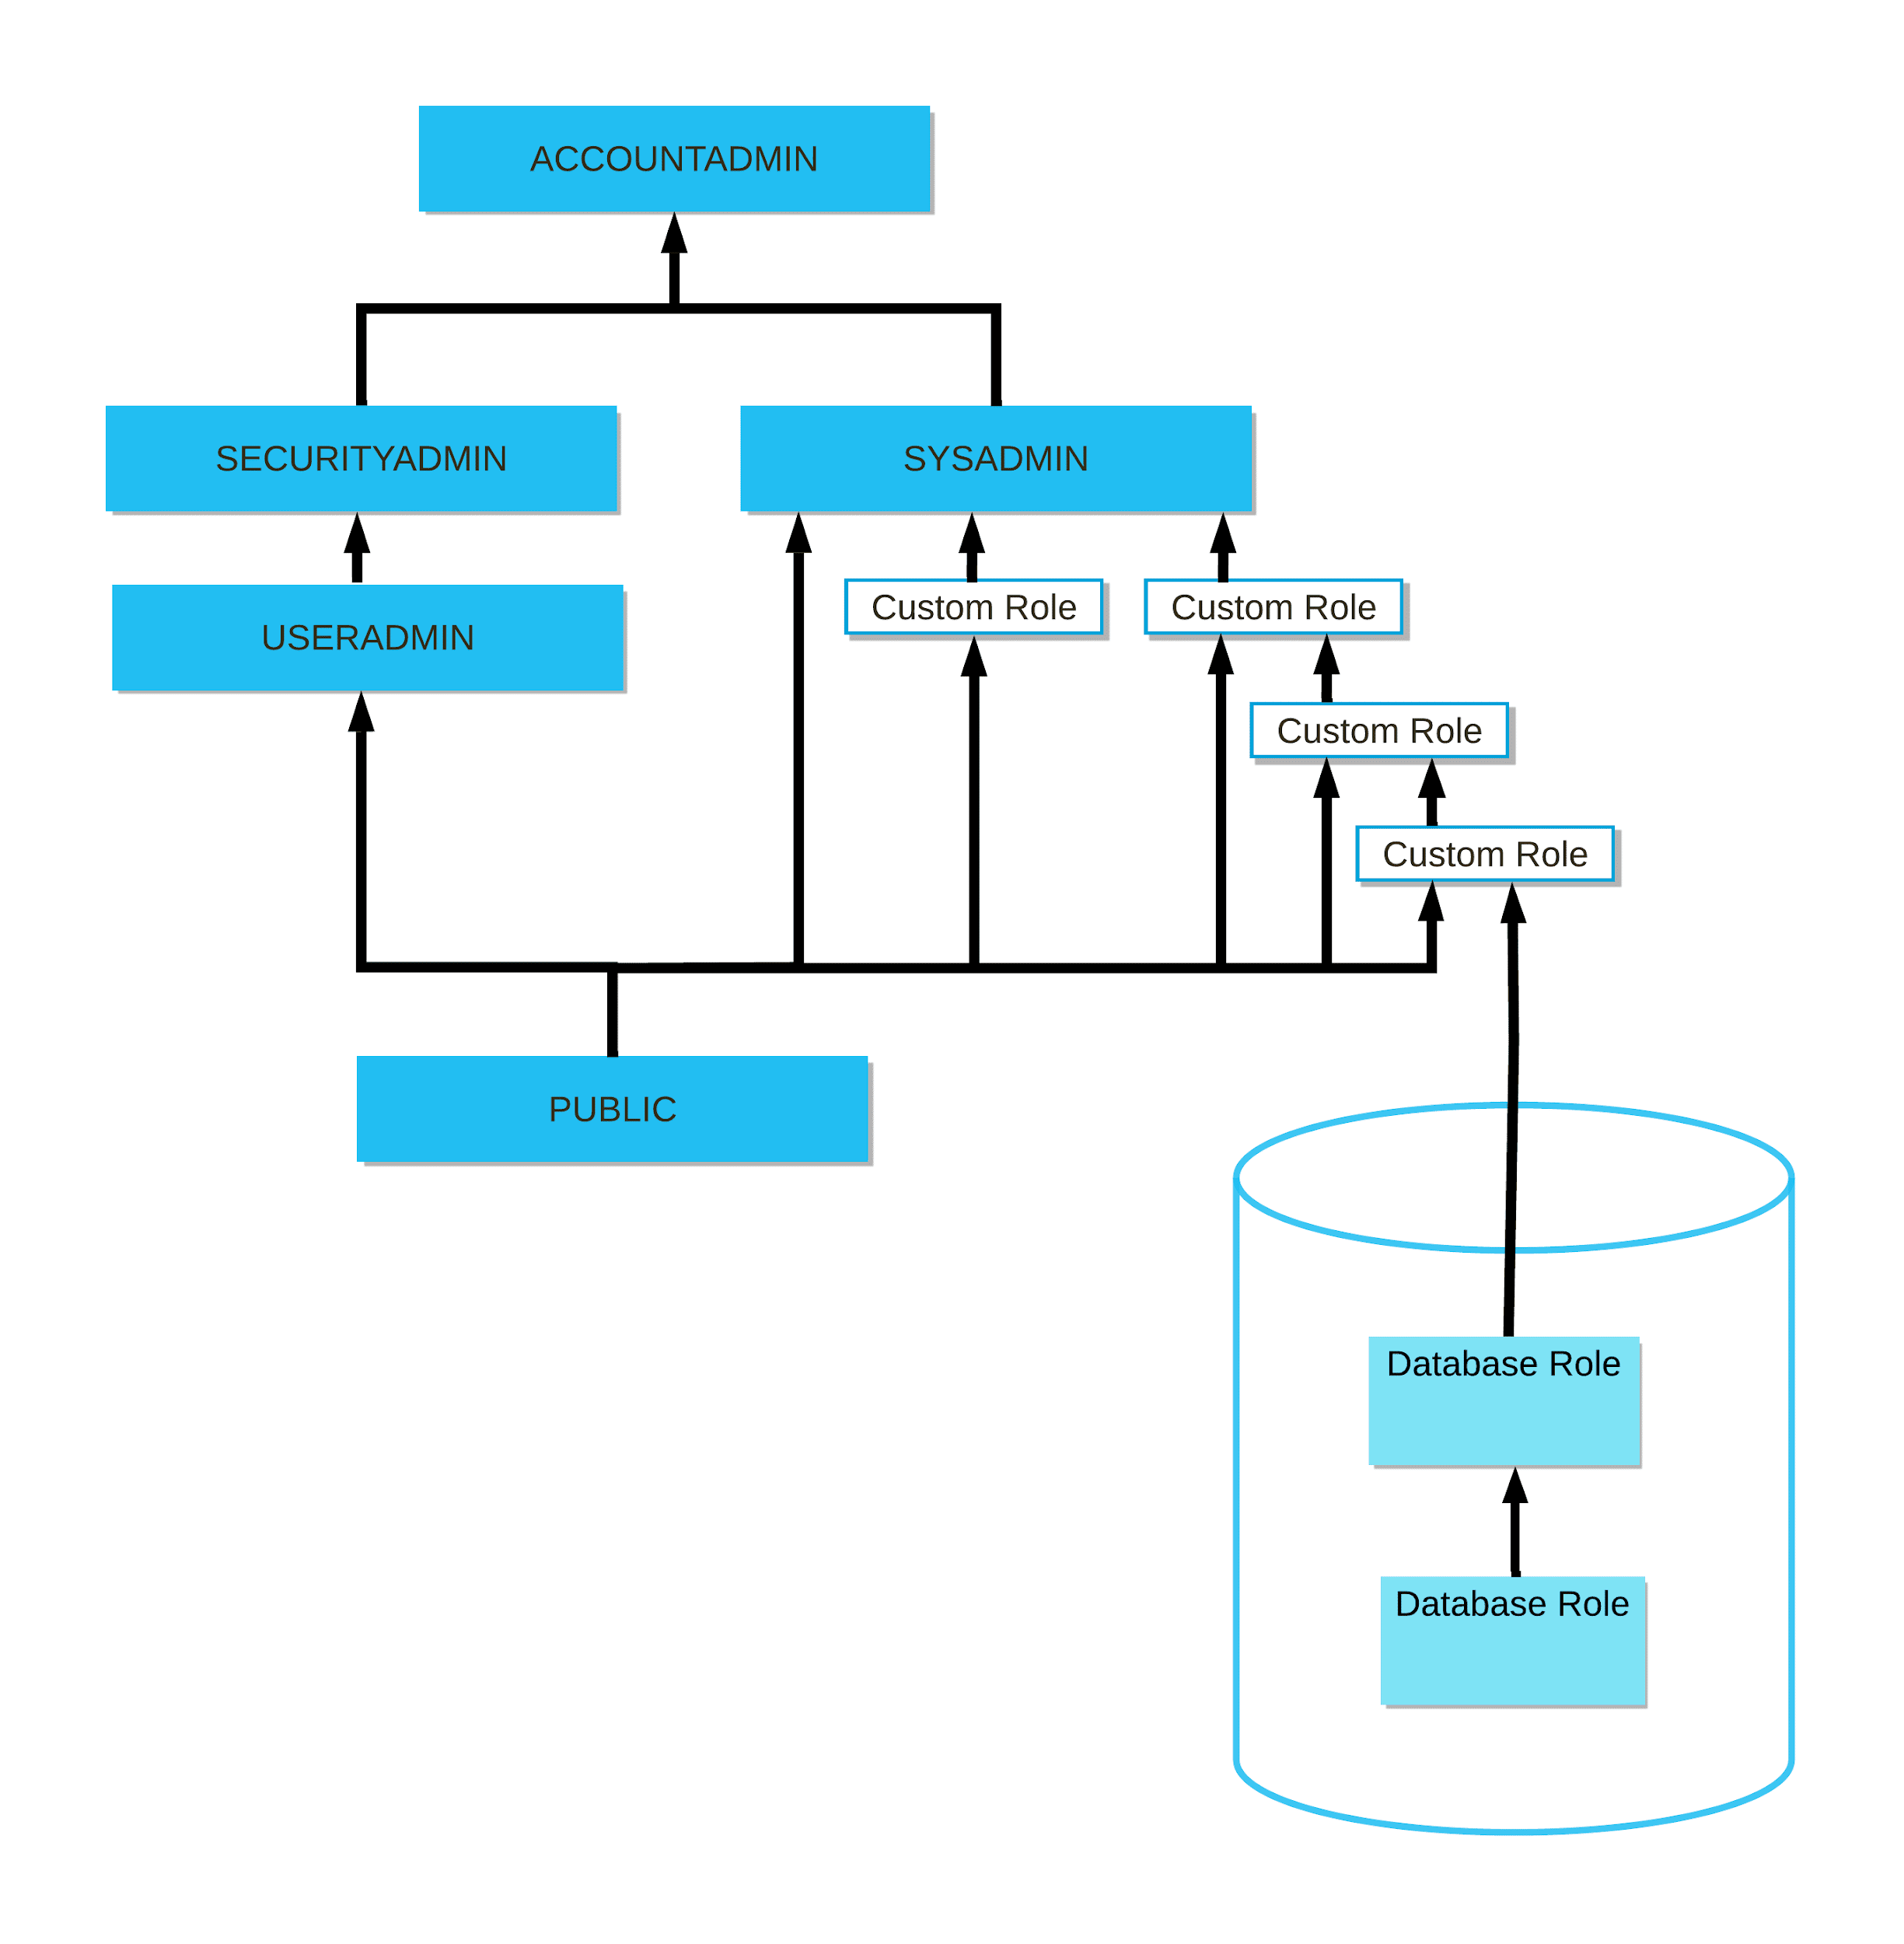 ACCOUNTADMIN
SECURITYADMIN
SYSADMIN
USERADMIN
Custom Role
Custom Role
Custom Role
Custom Role
PUBLIC
Database Role
Database Role